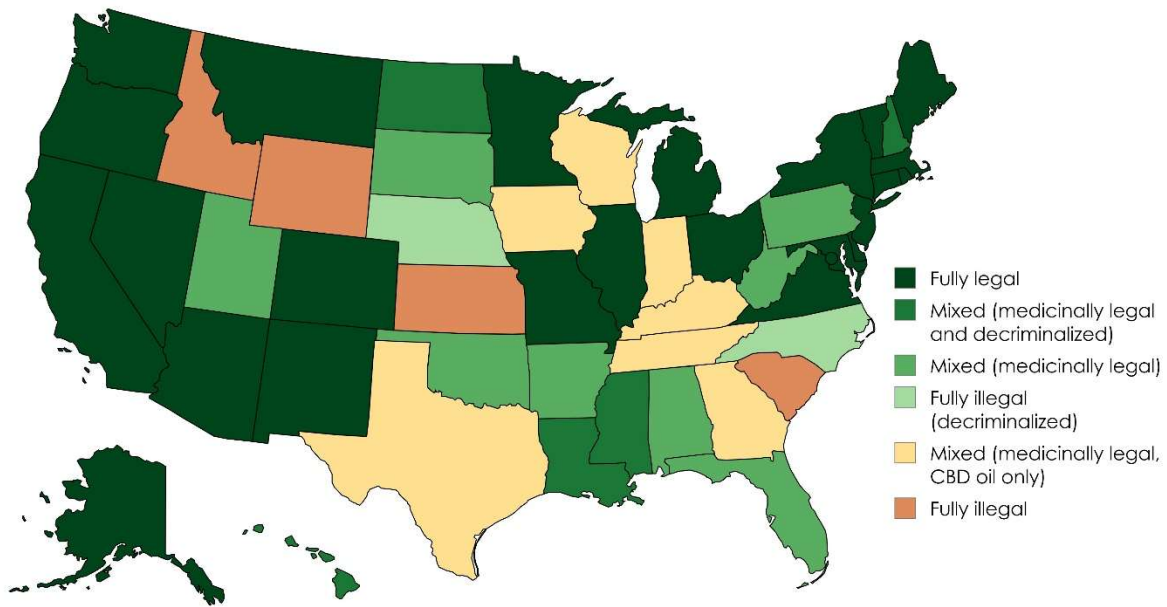 Fully legal
Mixed (medicinally legal
and decriminalized)
Mixed (medicinally legal)
Fully illegal
(decriminalized)
Mixed (medicinally legal,
CBD oil only)
Fully illegal